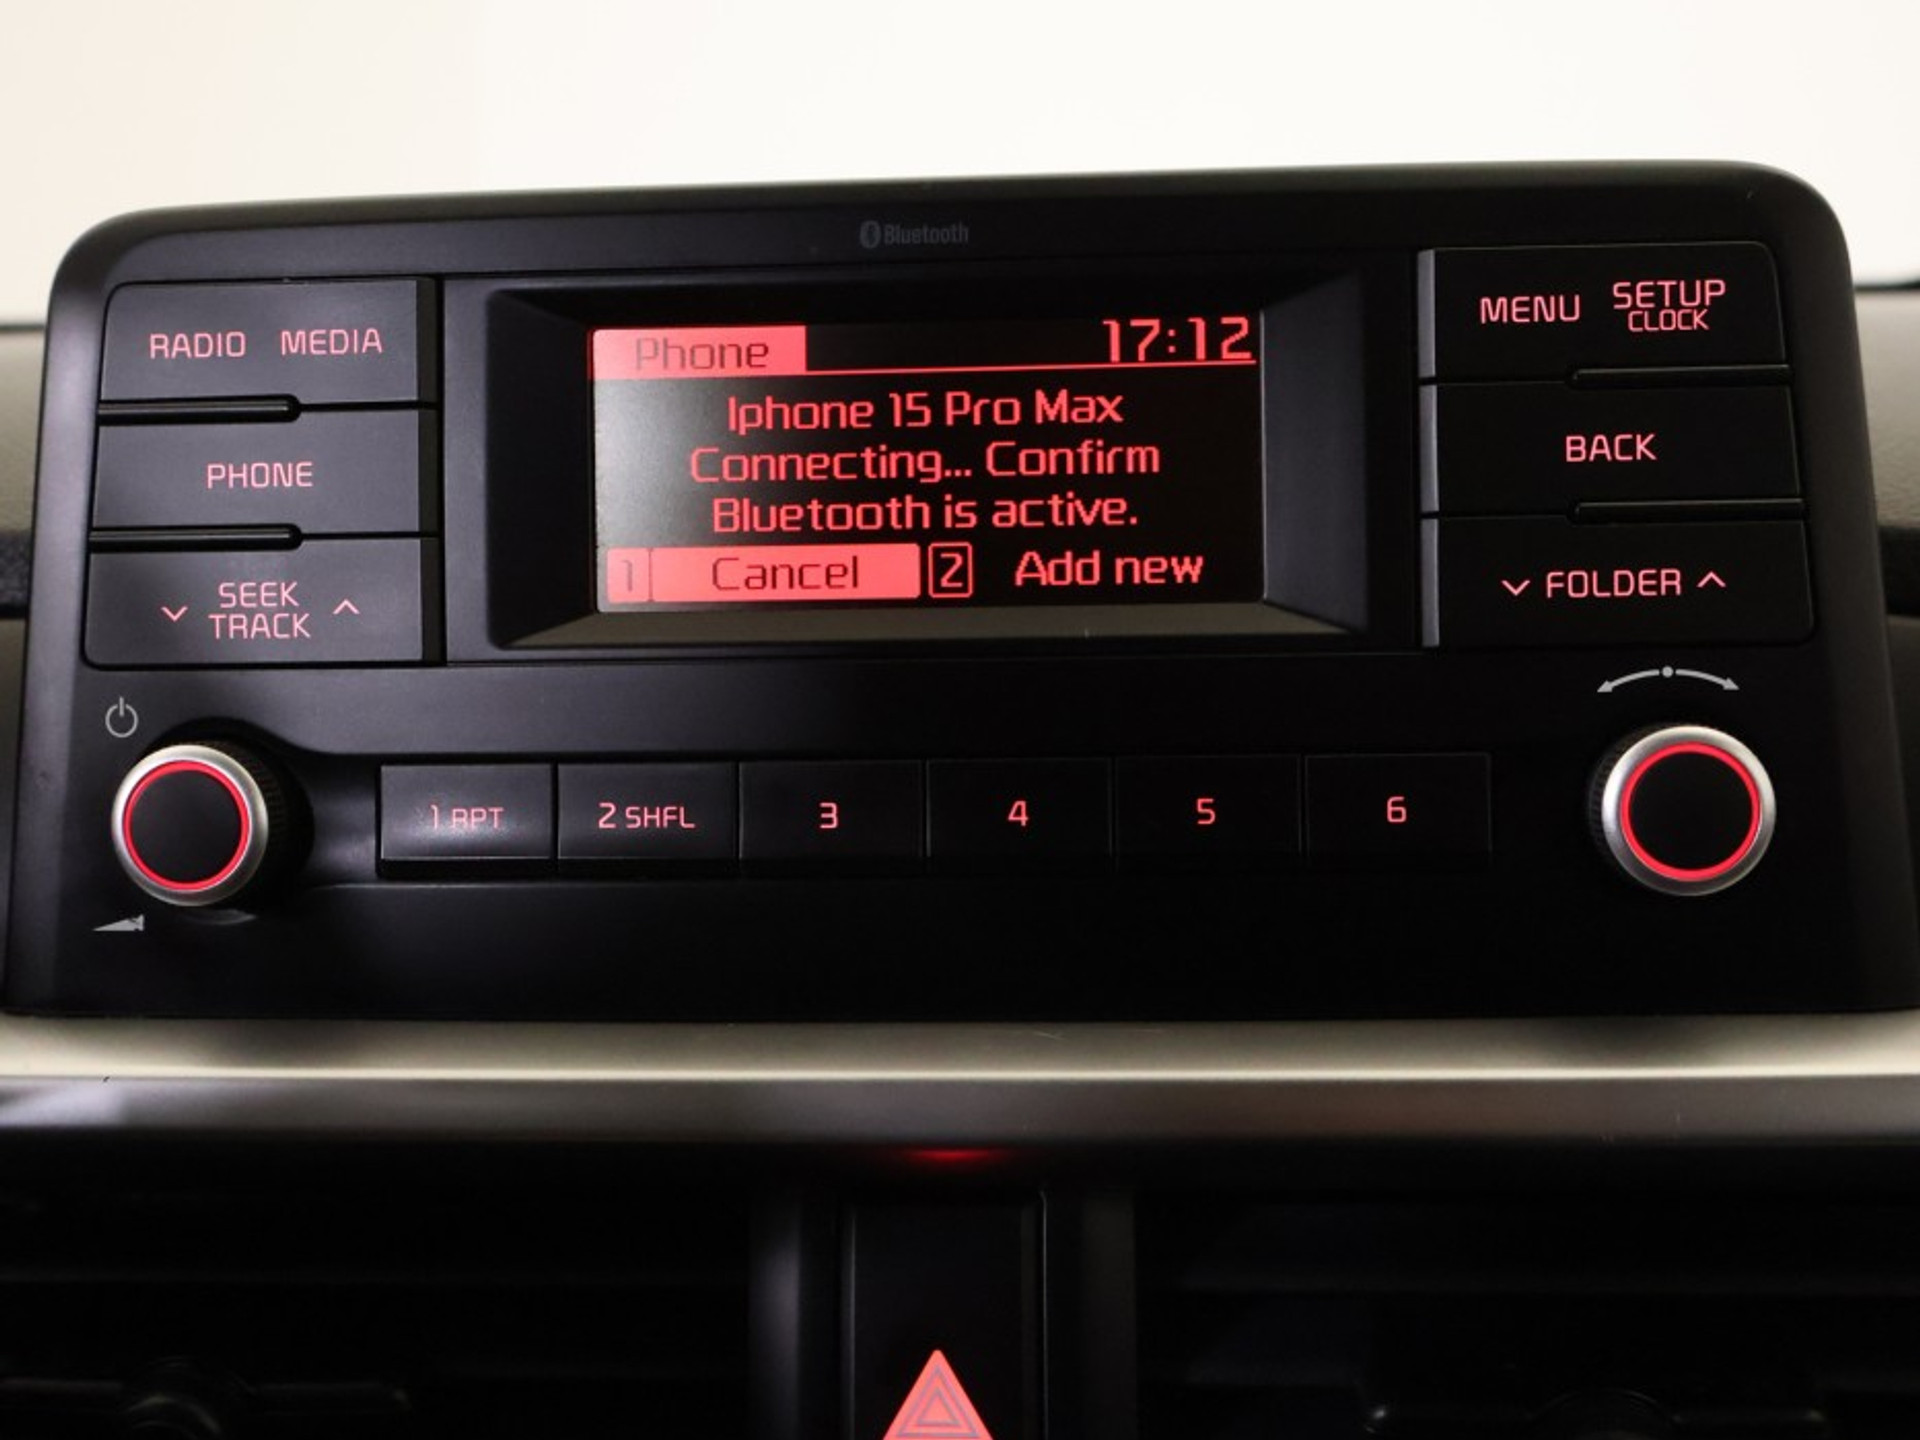 Bluetooth
RADIO MEDIA
PHONE
SEEK
TRACK
Phone 17:12
Iphone 15 Pro Max
Connecting... Confirm
Bluetooth is active.
1 Cancel 2 Add new
MENU SETUP
CLOCK
BACK
FOLDER
1 RPT 2 SHFL 3 4 5 6